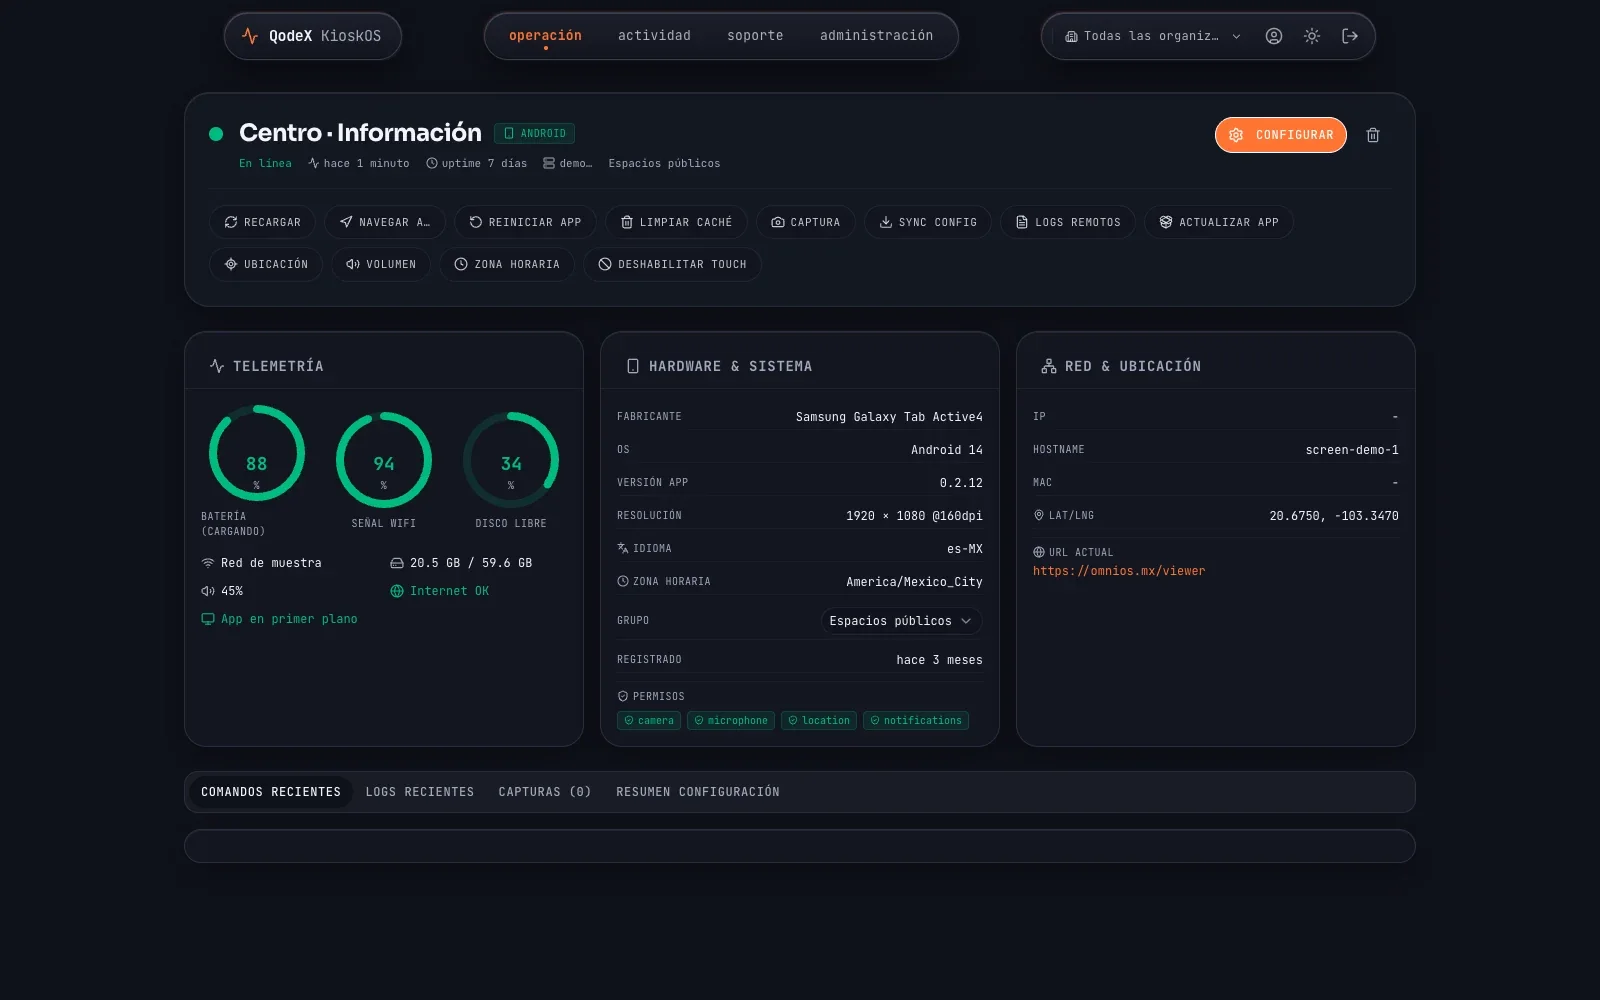 QodeX KioskOS
operación actividad soporte administración
Todas las organiz…
Centro · Información ANDROID
CONFIGURAR
En línea hace 1 minuto uptime 7 días demo… Espacios públicos
RECARGAR NAVEGAR A… REINICIAR APP LIMPIAR CACHÉ CAPTURA SYNC CONFIG LOGS REMOTOS ACTUALIZAR APP
UBICACIÓN VOLUMEN ZONA HORARIA DESHABILITAR TOUCH
TELEMETRÍA
88 %
BATERÍA
(CARGANDO)
94 %
SEÑAL WIFI
34 %
DISCO LIBRE
Red de muestra 20.5 GB / 59.6 GB
45% Internet OK
App en primer plano
HARDWARE & SISTEMA
FABRICANTE Samsung Galaxy Tab Active4
OS Android 14
VERSIÓN APP 0.2.12
RESOLUCIÓN 1920 × 1080 @160dpi
IDIOMA es-MX
ZONA HORARIA America/Mexico_City
GRUPO Espacios públicos
REGISTRADO hace 3 meses
PERMISOS
camera microphone location notifications
RED & UBICACIÓN
IP -
HOSTNAME screen-demo-1
MAC -
LAT/LNG 20.6750, -103.3470
URL ACTUAL
https://omnios.mx/viewer
COMANDOS RECIENTES LOGS RECIENTES CAPTURAS (0) RESUMEN CONFIGURACIÓN